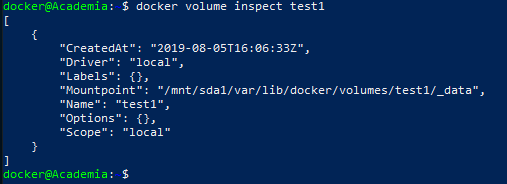 docker@Academia: $ docker volume inspect test1
[
    {
        "CreatedAt": "2019-08-05T16:06:33Z",
        "Driver": "local",
        "Labels": {},
        "Mountpoint": "/mnt/sda1/var/lib/docker/volumes/test1/_data",
        "Name": "test1",
        "Options": {},
        "Scope": "local"
    }
]
docker@Academia: $